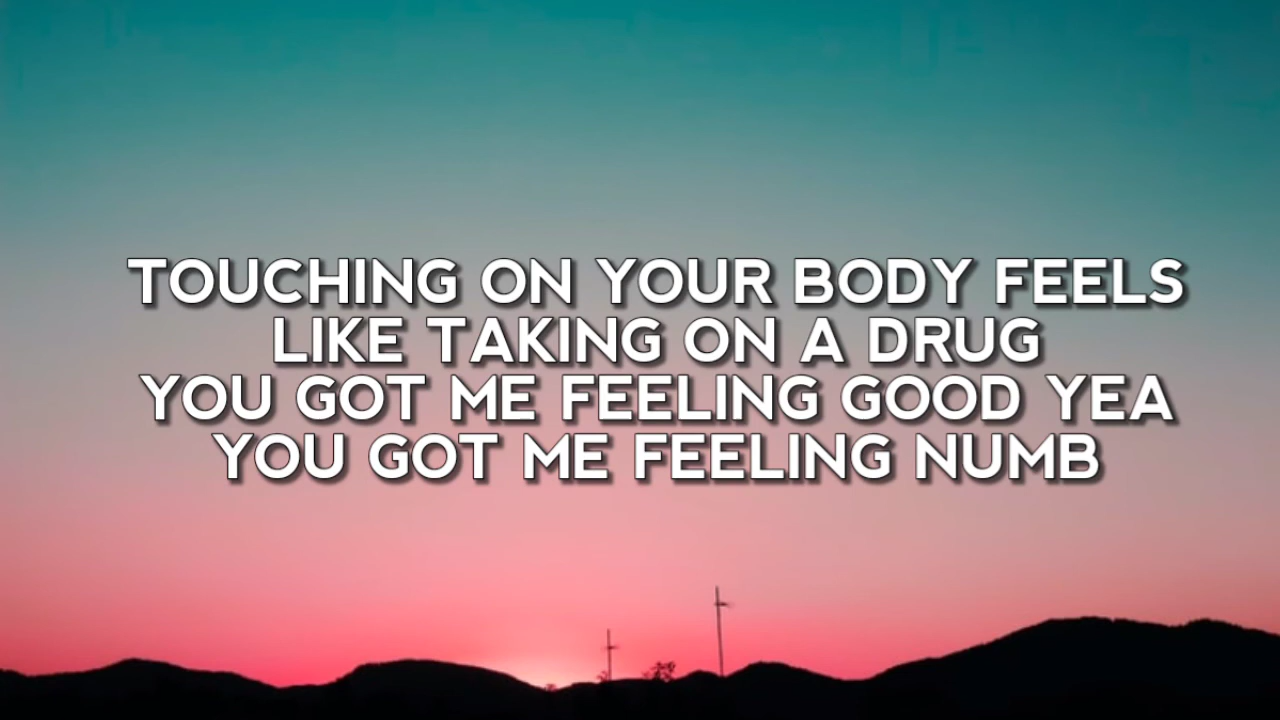 TOUCHING ON YOUR BODY FEELS
LIKE TAKING ON A DRUG
YOU GOT ME FEELING GOOD YEA
YOU GOT ME FEELING NUMB